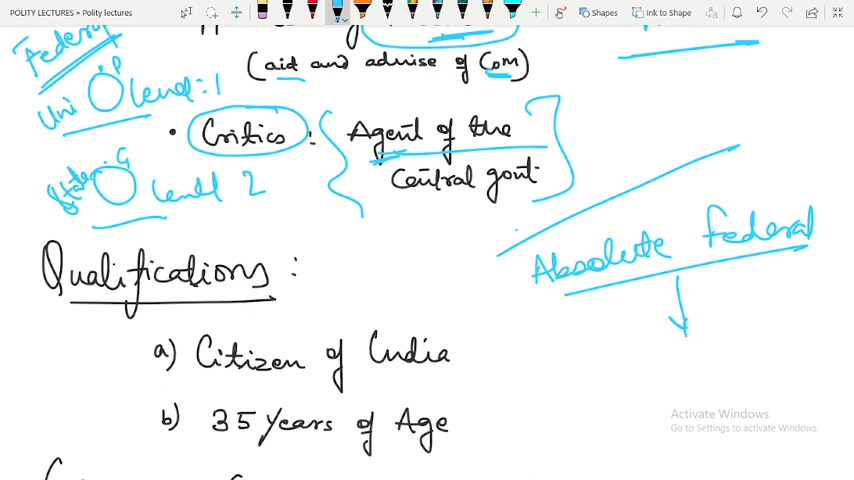 POLITY LECTURES » Polity lectures
Shapes
Ink to Shape
Federal
(aid and advise of CoM)
P
Uni level:1
• Critics : Agent of the
Central govt
State G level 2
Absolute Federal
Qualifications :
a) Citizen of India
b) 35 Years of Age
Activate Windows
Go to Settings to activate Windows.